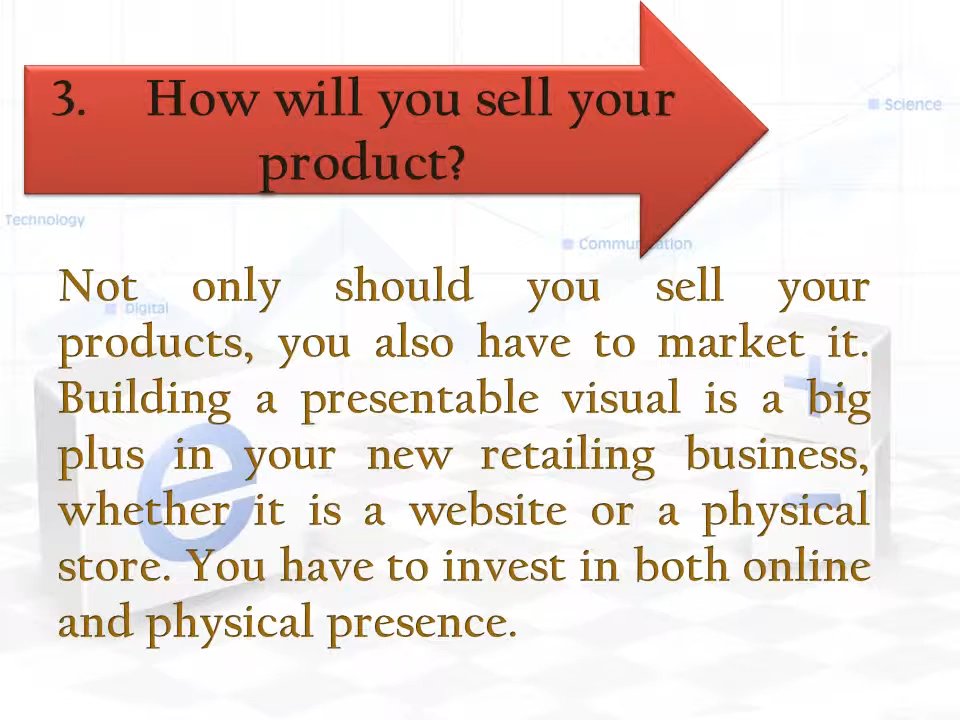 3. How will you sell your
product?
Science
Technology
Communication
Not only should you sell your
Digital
products, you also have to market it.
Building a presentable visual is a big
plus in your new retailing business,
whether it is a website or a physical
store. You have to invest in both online
and physical presence.
e